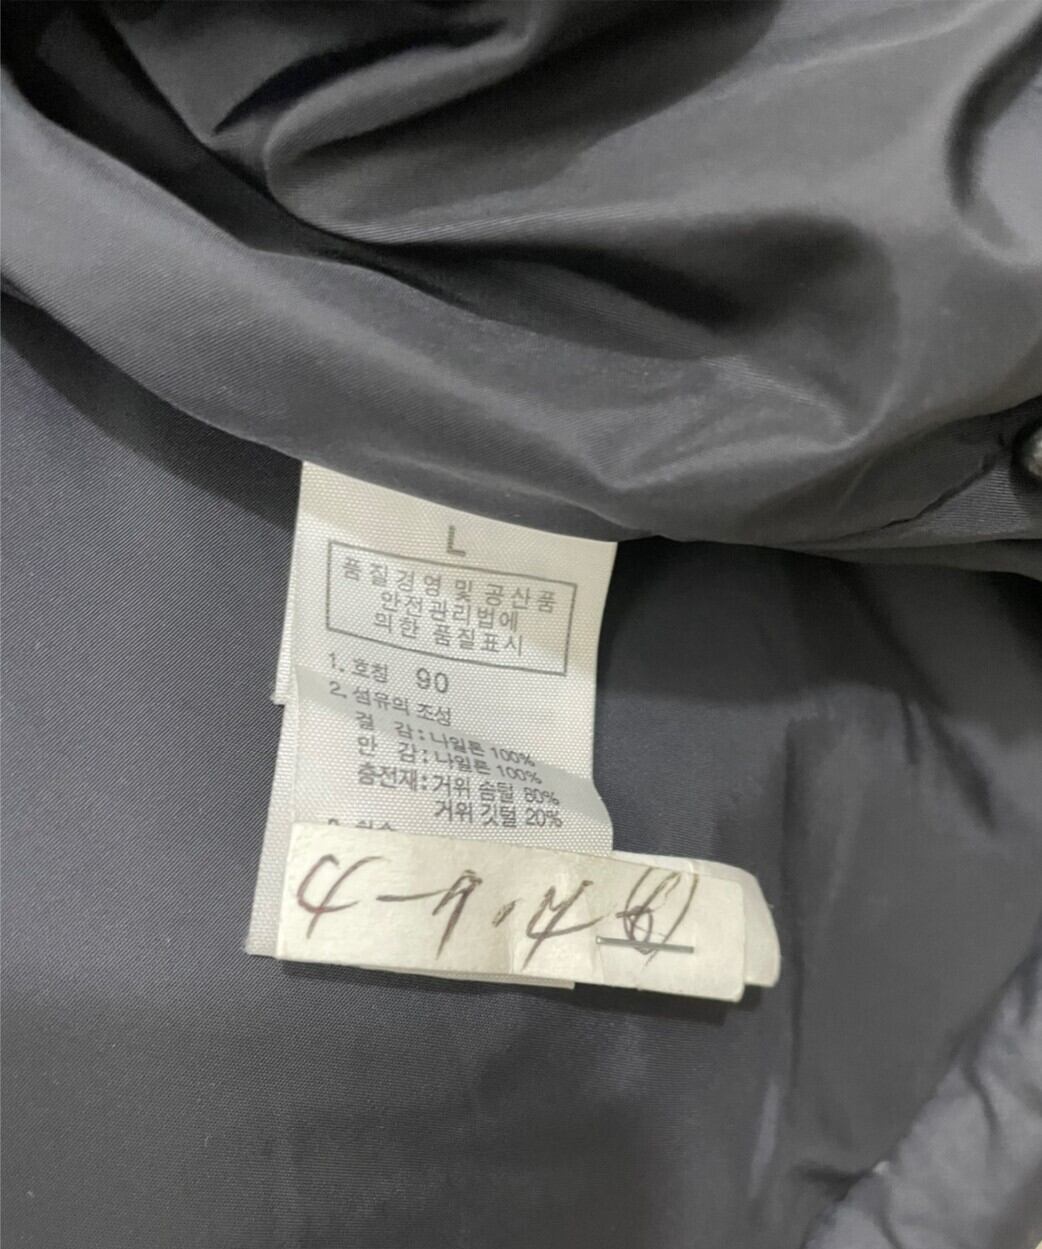 L
품질경영 및 공산품
안전관리법에
의한 품질표시
1. 호칭 90
2. 섬유의 조성
겉 감 : 나일론 100%
안 감 : 나일론 100%
충전재 : 거위 솜털 80%
거위 깃털 20%
4-9.4